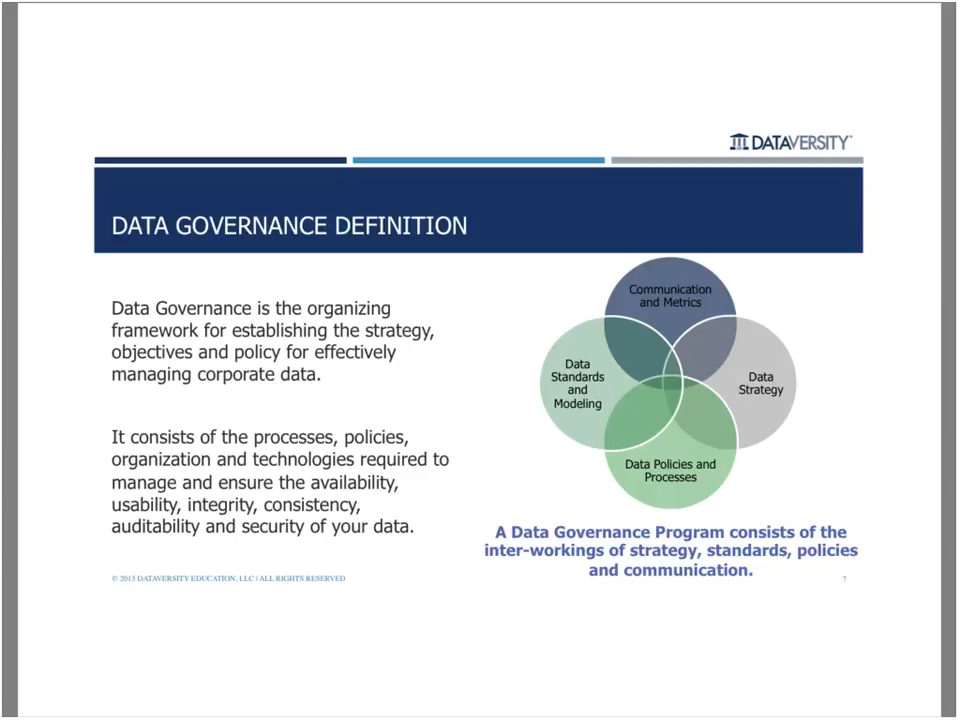 DATAVERSITY
DATA GOVERNANCE DEFINITION
Data Governance is the organizing
framework for establishing the strategy,
objectives and policy for effectively
managing corporate data.
It consists of the processes, policies,
organization and technologies required to
manage and ensure the availability,
usability, integrity, consistency,
auditability and security of your data.
Communication
and Metrics
Data
Standards
and
Modeling
Data
Strategy
Data Policies and
Processes
A Data Governance Program consists of the
inter-workings of strategy, standards, policies
and communication.
© 2015 DATAVERSITY EDUCATION, LLC | ALL RIGHTS RESERVED
7